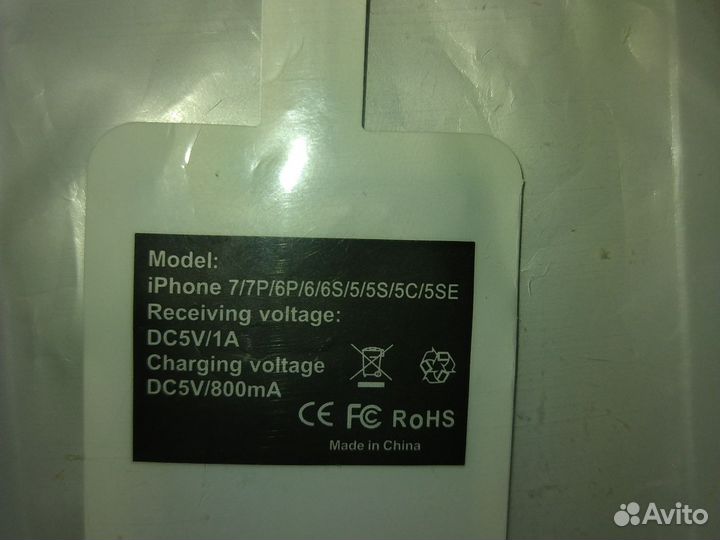 Model:
iPhone 7/7P/6P/6/6S/5/5S/5C/5SE
Receiving voltage:
DC5V/1A
Charging voltage
DC5V/800mA
CE FC RoHS
Made in China
Avito